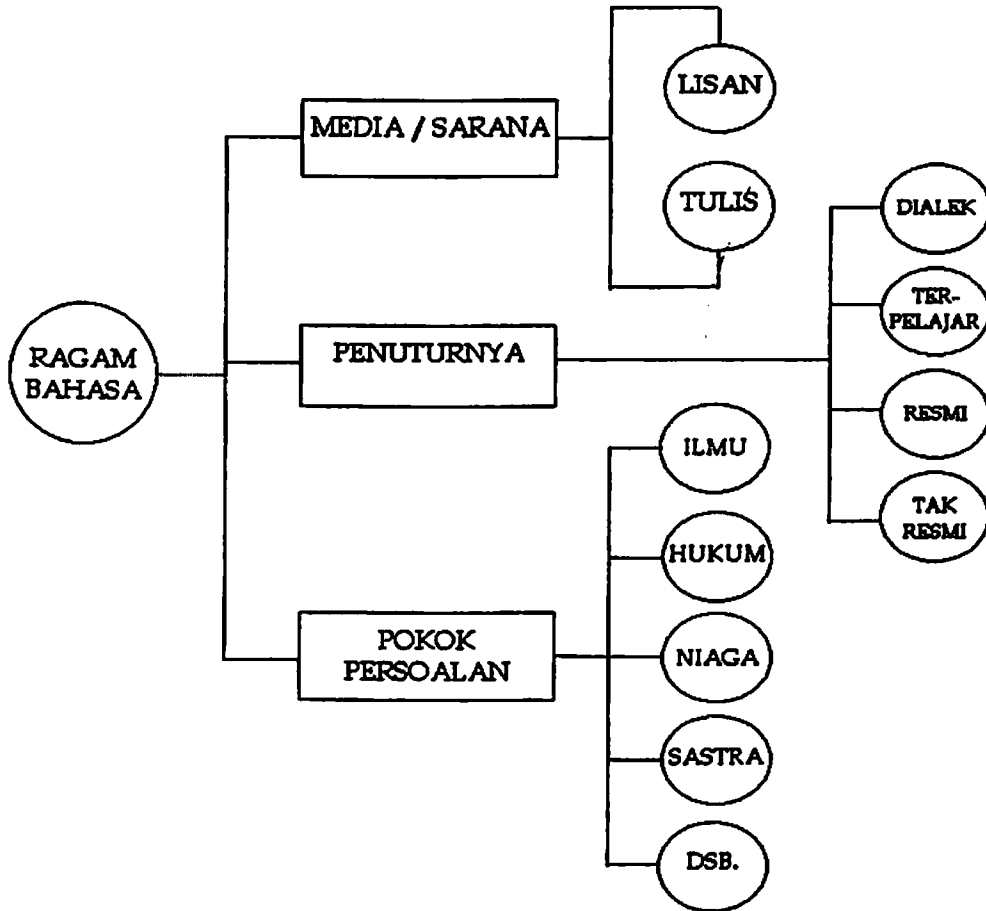 RAGAM
BAHASA
MEDIA / SARANA
LISAN
TULIS
PENUTURNYA
DIALEK
TER-
PELAJAR
RESMI
TAK
RESMI
POKOK
PERSOALAN
ILMU
HUKUM
NIAGA
SASTRA
DSB.